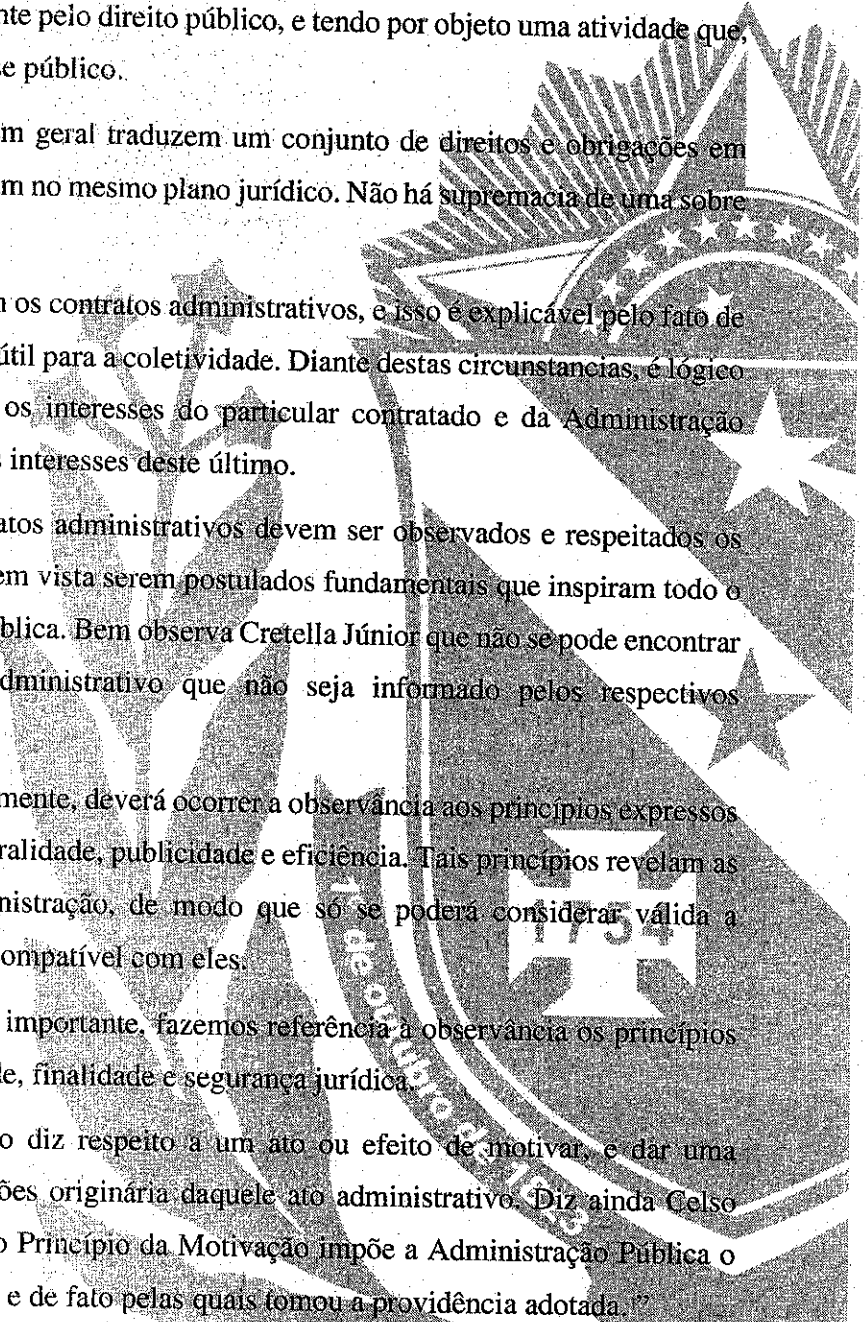 nte pelo direito público, e tendo por objeto uma atividade que,
e público.
m geral traduzem um conjunto de direitos e obrigações em
m no mesmo plano jurídico. Não há supremacia de uma sobre
n os contratos administrativos, e isso é explicável pelo fato de
útil para a coletividade. Diante destas circunstancias, é lógico
os interesses do particular contratado e da Administração
s interesses deste último.
atos administrativos devem ser observados e respeitados os
em vista serem postulados fundamentais que inspiram todo o
blica. Bem observa Cretella Júnior que não se pode encontrar
dministrativo que não seja informado pelos respectivos
mente, deverá ocorrer a observância aos princípios expressos
ralidade, publicidade e eficiência. Tais princípios revelam as
nistração, de modo que só se poderá considerar válida a
ompatível com eles.
importante, fazemos referência à observância os princípios
le, finalidade e segurança jurídica.
o diz respeito a um ato ou efeito de motivar, e dar uma
ões originária daquele ato administrativo. Diz ainda Celso
o Princípio da Motivação impõe a Administração Pública o
e de fato pelas quais tomou a providência adotada."
1754
de outubro de